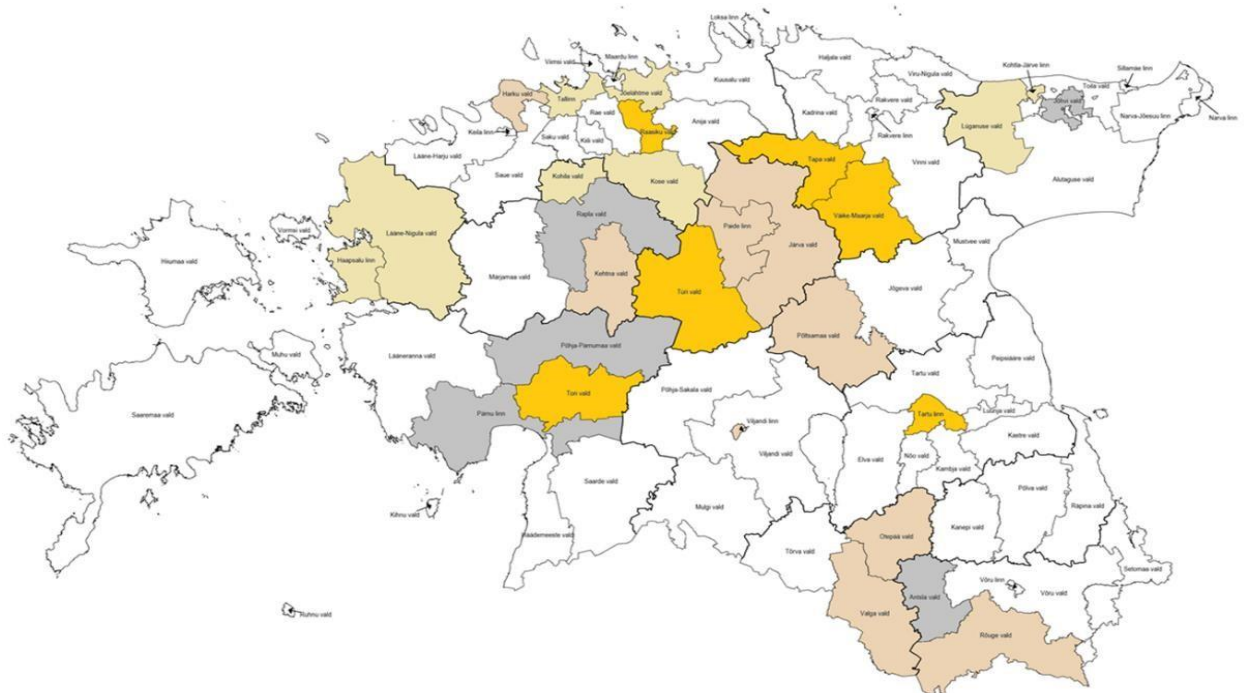 Loksa linn
Viimsi vald
Maardu linn
Haljala vald
Kohtla-Järve linn
Sillamäe linn
Harku vald
Tallinn
Jõelähtme vald
Kuusalu vald
Viru-Nigula vald
Toila vald
Rae vald
Kadrina vald
Rakvere vald
Jõhvi vald
Narva-Jõesuu linn
Narva linn
Keila linn
Saku vald
Kiili vald
Raasiku vald
Anija vald
Rakvere linn
Lüganuse vald
Lääne-Harju vald
Saue vald
Tapa vald
Vinni vald
Alutaguse vald
Kohila vald
Kose vald
Rapla vald
Väike-Maarja vald
Vormsi vald
Lääne-Nigula vald
Paide linn
Järva vald
Mustvee vald
Hiiumaa vald
Haapsalu linn
Märjamaa vald
Kehtna vald
Türi vald
Jõgeva vald
Põltsamaa vald
Muhu vald
Lääneranna vald
Põhja-Pärnumaa vald
Peipsiääre vald
Tartu vald
Põhja-Sakala vald
Tori vald
Saaremaa vald
Pärnu linn
Tartu linn
Luunja vald
Viljandi linn
Kastre vald
Viljandi vald
Elva vald
Nõo vald
Kambja vald
Saarde vald
Põlva vald
Räpina vald
Kihnu vald
Mulgi vald
Kanepi vald
Häädemeeste vald
Otepää vald
Tõrva vald
Setomaa vald
Võru linn
Võru vald
Antsla vald
Ruhnu vald
Valga vald
Rõuge vald